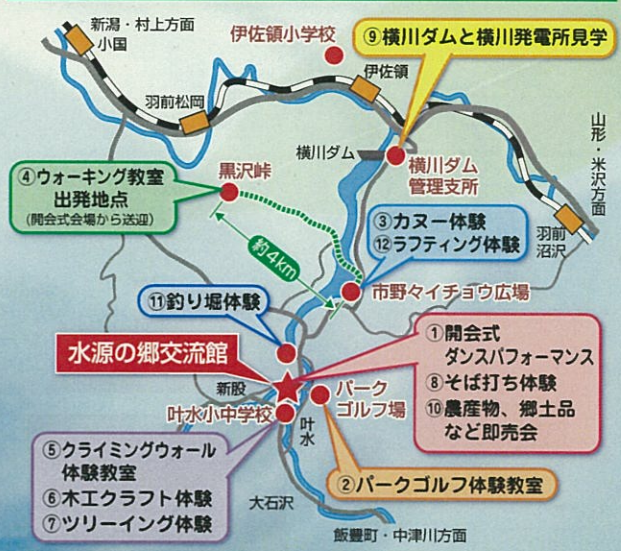 新潟・村上方面
小国
伊佐領小学校
⑨横川ダムと横川発電所見学
伊佐領
羽前松岡
山形・米沢方面
横川ダム
横川ダム
管理支所
黒沢峠
④ウォーキング教室
出発地点
(開会式会場から送迎)
③カヌー体験
⑫ラフティング体験
羽前
沼沢
約4km
市野々イチョウ広場
⑪釣り堀体験
①開会式
ダンスパフォーマンス
⑧そば打ち体験
⑩農産物、郷土品
など即売会
水源の郷交流館
新股
パーク
ゴルフ場
叶水小中学校
叶水
⑤クライミングウォール
体験教室
⑥木工クラフト体験
⑦ツリーイング体験
②パークゴルフ体験教室
大石沢
飯豊町・中津川方面